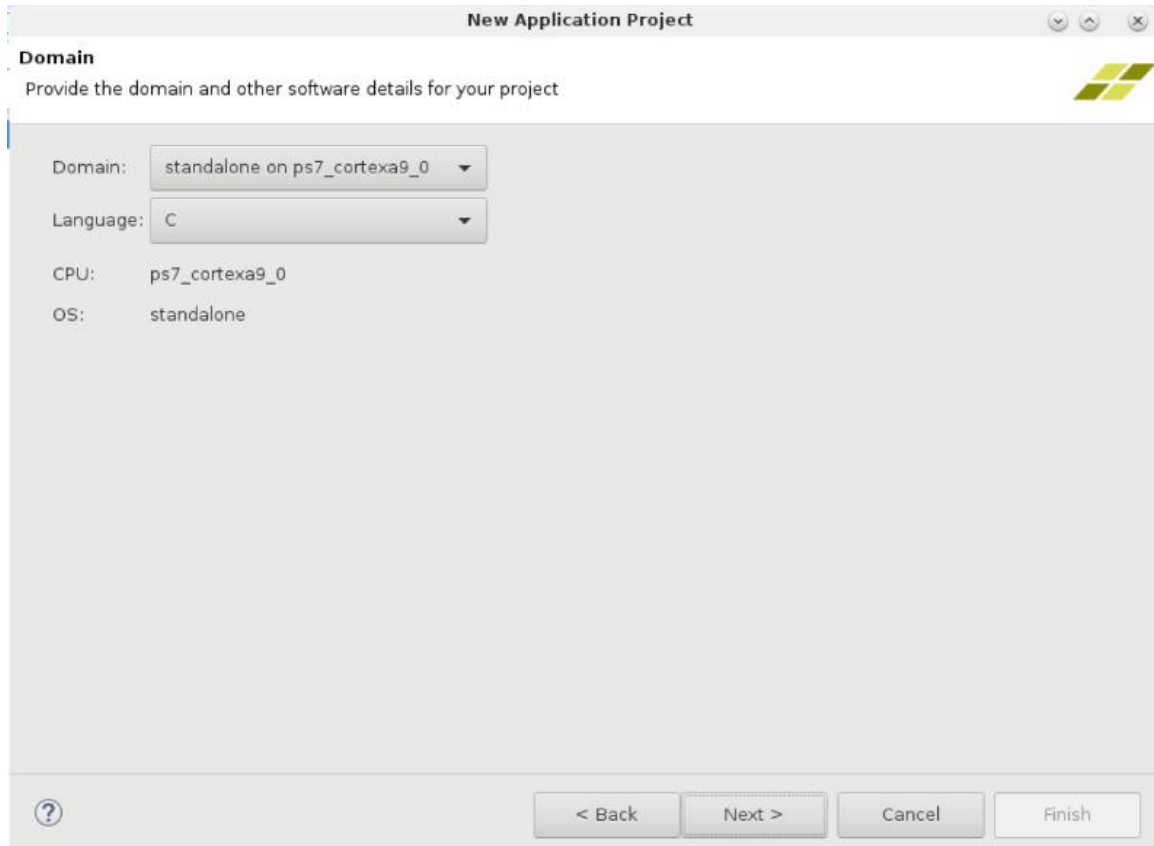 New Application Project
Domain
Provide the domain and other software details for your project
Domain: standalone on ps7_cortexa9_0
Language: C
CPU: ps7_cortexa9_0
OS: standalone
? < Back Next > Cancel Finish